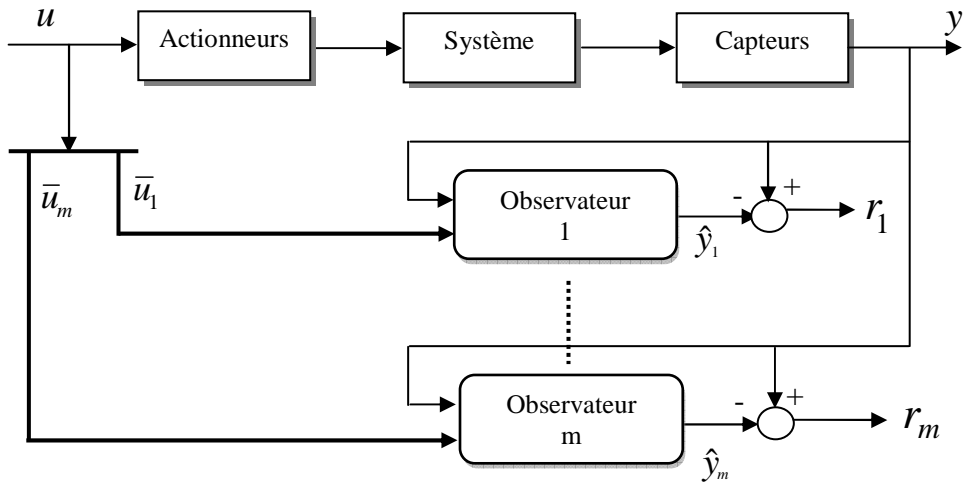 u
Actionneurs
Système
Capteurs
y
ū_m
ū_1
Observateur
1
-
+
r_1
ŷ_1
Observateur
m
-
+
r_m
ŷ_m